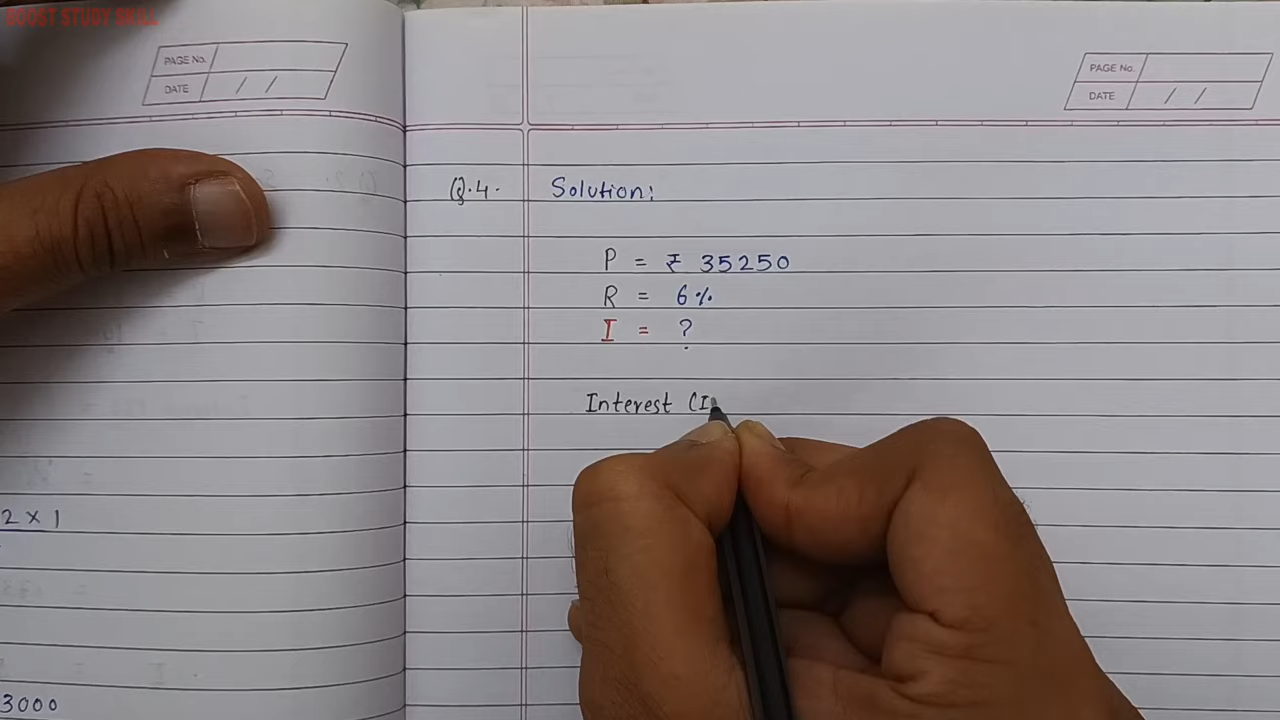 BOOST STUDY SKILL
PAGE No.
DATE / /
2 x 1
3000
PAGE No.
DATE / /
Q.4. Solution:
P = ₹ 35250
R = 6%
I = ?
Interest (I